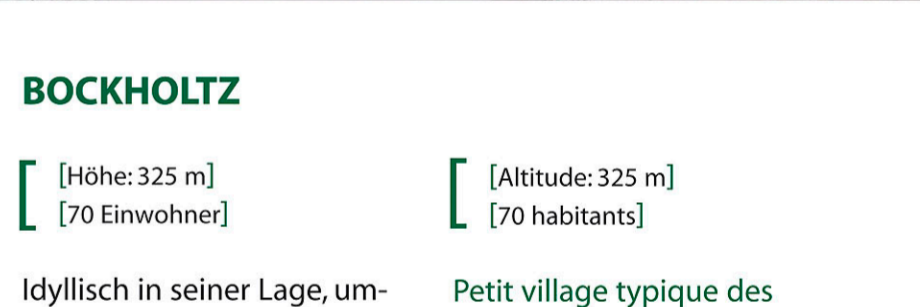 BOCKHOLTZ
[Höhe: 325 m]
[70 Einwohner]
Idyllisch in seiner Lage, um-
[Altitude: 325 m]
[70 habitants]
Petit village typique des